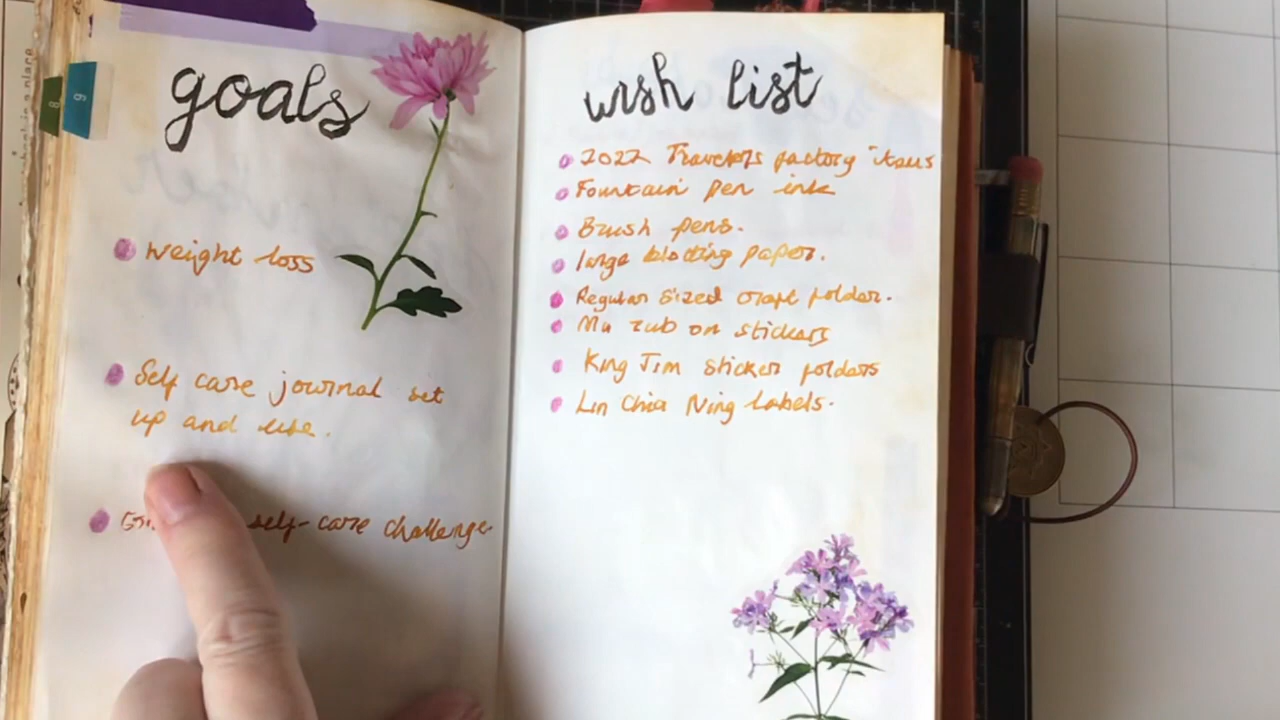 goals
weight loss
Self care journal set
up and use.
self-care challenge
wish list
2022 Travelers factory
Fountain pen ink
Brush pens.
large blotting paper.
Regular sized craft folder.
Mu rub on stickers
King Jim sticker folders
Lin Chia Ning labels.
8
9